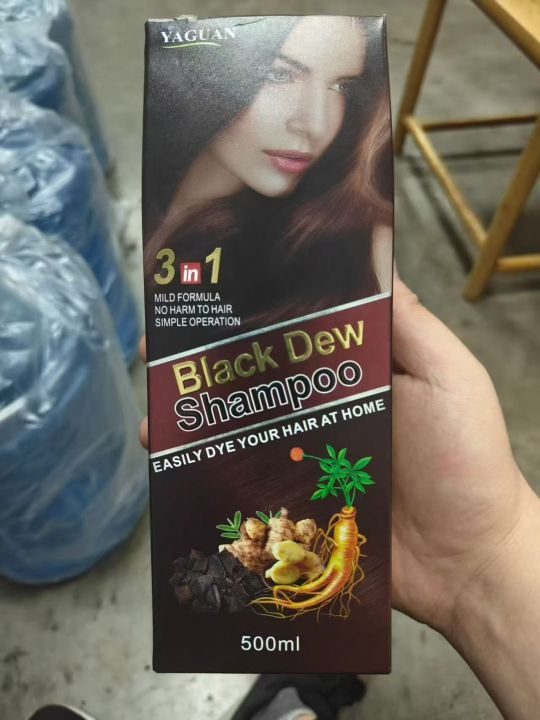 YAGUAN
3 in 1
MILD FORMULA
NO HARM TO HAIR
SIMPLE OPERATION
Black Dew
Shampoo
EASILY DYE YOUR HAIR AT HOME
500ml